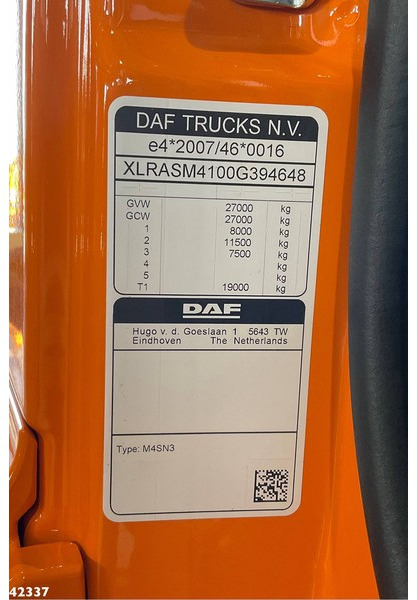 DAF TRUCKS N.V.
e4*2007/46*0016
XLRASM4100G394648
GVW 27000 kg
GCW 27000 kg
1 8000 kg
2 11500 kg
3 7500 kg
4 kg
5 kg
T1 19000 kg
DAF
Hugo v. d. Goeslaan 1 5643 TW
Eindhoven The Netherlands
Type: M4SN3
42337